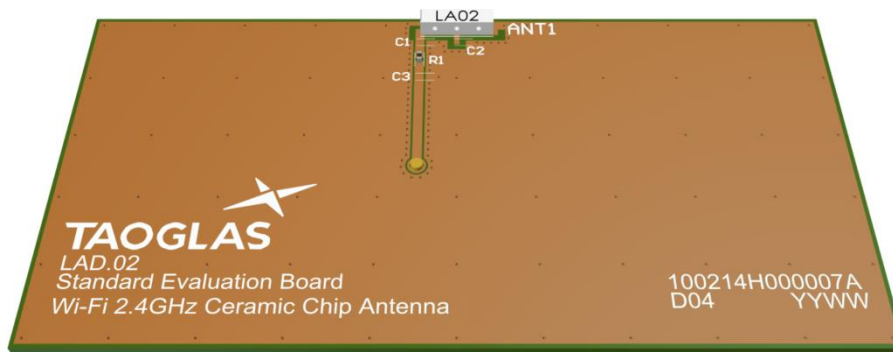 LA02
ANT1
C1
C2
R1
C3
TAOGLAS
LAD.02
Standard Evaluation Board
Wi-Fi 2.4GHz Ceramic Chip Antenna
100214H000007A
D04 YYWW